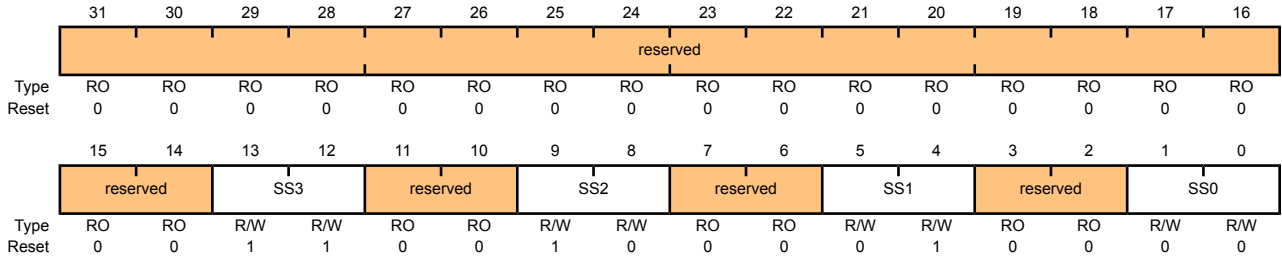 31 30 29 28 27 26 25 24 23 22 21 20 19 18 17 16
reserved
Type RO RO RO RO RO RO RO RO RO RO RO RO RO RO RO RO
Reset 0 0 0 0 0 0 0 0 0 0 0 0 0 0 0 0
15 14 13 12 11 10 9 8 7 6 5 4 3 2 1 0
reserved SS3 reserved SS2 reserved SS1 reserved SS0
Type RO RO R/W R/W RO RO R/W R/W RO RO R/W R/W RO RO R/W R/W
Reset 0 0 1 1 0 0 1 0 0 0 0 1 0 0 0 0